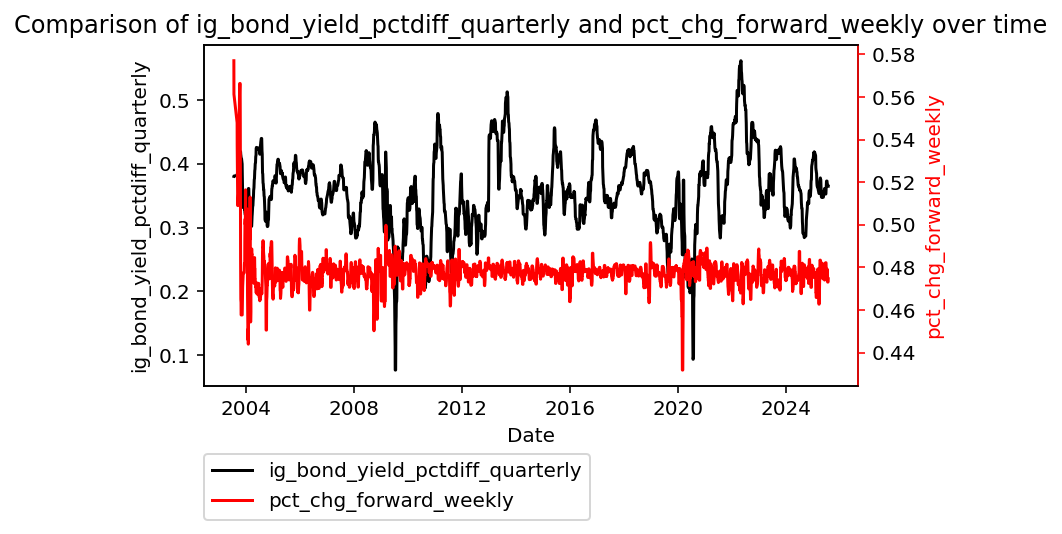 Comparison of ig_bond_yield_pctdiff_quarterly and pct_chg_forward_weekly over time
ig_bond_yield_pctdiff_quarterly
0.5
0.4
0.3
0.2
0.1
0.58
0.56
0.54
0.52
0.50
0.48
0.46
0.44
pct_chg_forward_weekly
2004 2008 2012 2016 2020 2024
Date
ig_bond_yield_pctdiff_quarterly
pct_chg_forward_weekly